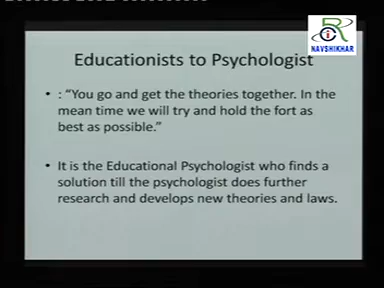 R
NAVSHIKHAR
Educationists to Psychologist
• : “You go and get the theories together. In the
mean time we will try and hold the fort as
best as possible.”
• It is the Educational Psychologist who finds a
solution till the psychologist does further
research and develops new theories and laws.